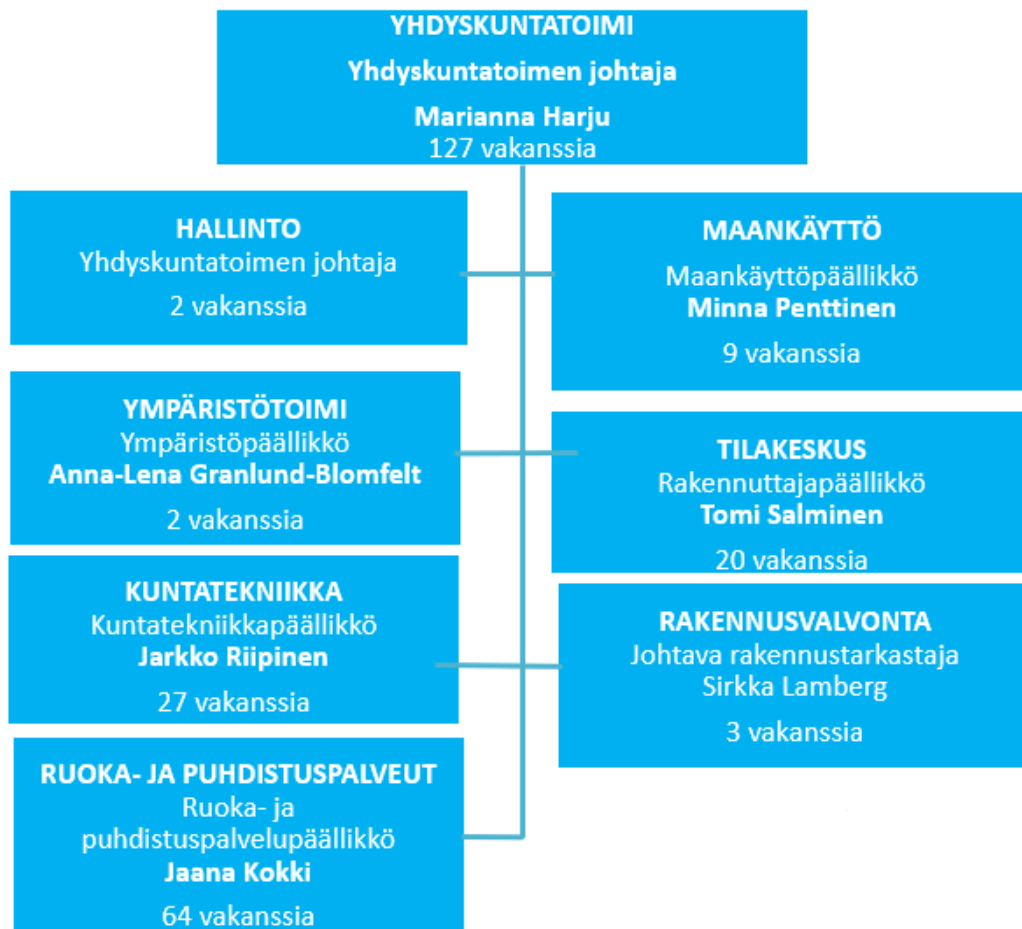 YHDYSKUNTATOIMI
Yhdyskuntatoimen johtaja
Marianna Harju
127 vakanssia
HALLINTO
Yhdyskuntatoimen johtaja
2 vakanssia
MAANKÄYTTÖ
Maankäyttöpäällikkö
Minna Penttinen
9 vakanssia
YMPÄRISTÖTOIMI
Ympäristöpäällikkö
Anna-Lena Granlund-Blomfelt
2 vakanssia
TILAKESKUS
Rakennuttajapäällikkö
Tomi Salminen
20 vakanssia
KUNTATEKNIIKKA
Kuntatekniikkapäällikkö
Jarkko Riipinen
27 vakanssia
RAKENNUSVALVONTA
Johtava rakennustarkastaja
Sirkka Lamberg
3 vakanssia
RUOKA- JA PUHDISTUSPALVEUT
Ruoka- ja
puhdistuspalvelupäällikkö
Jaana Kokki
64 vakanssia